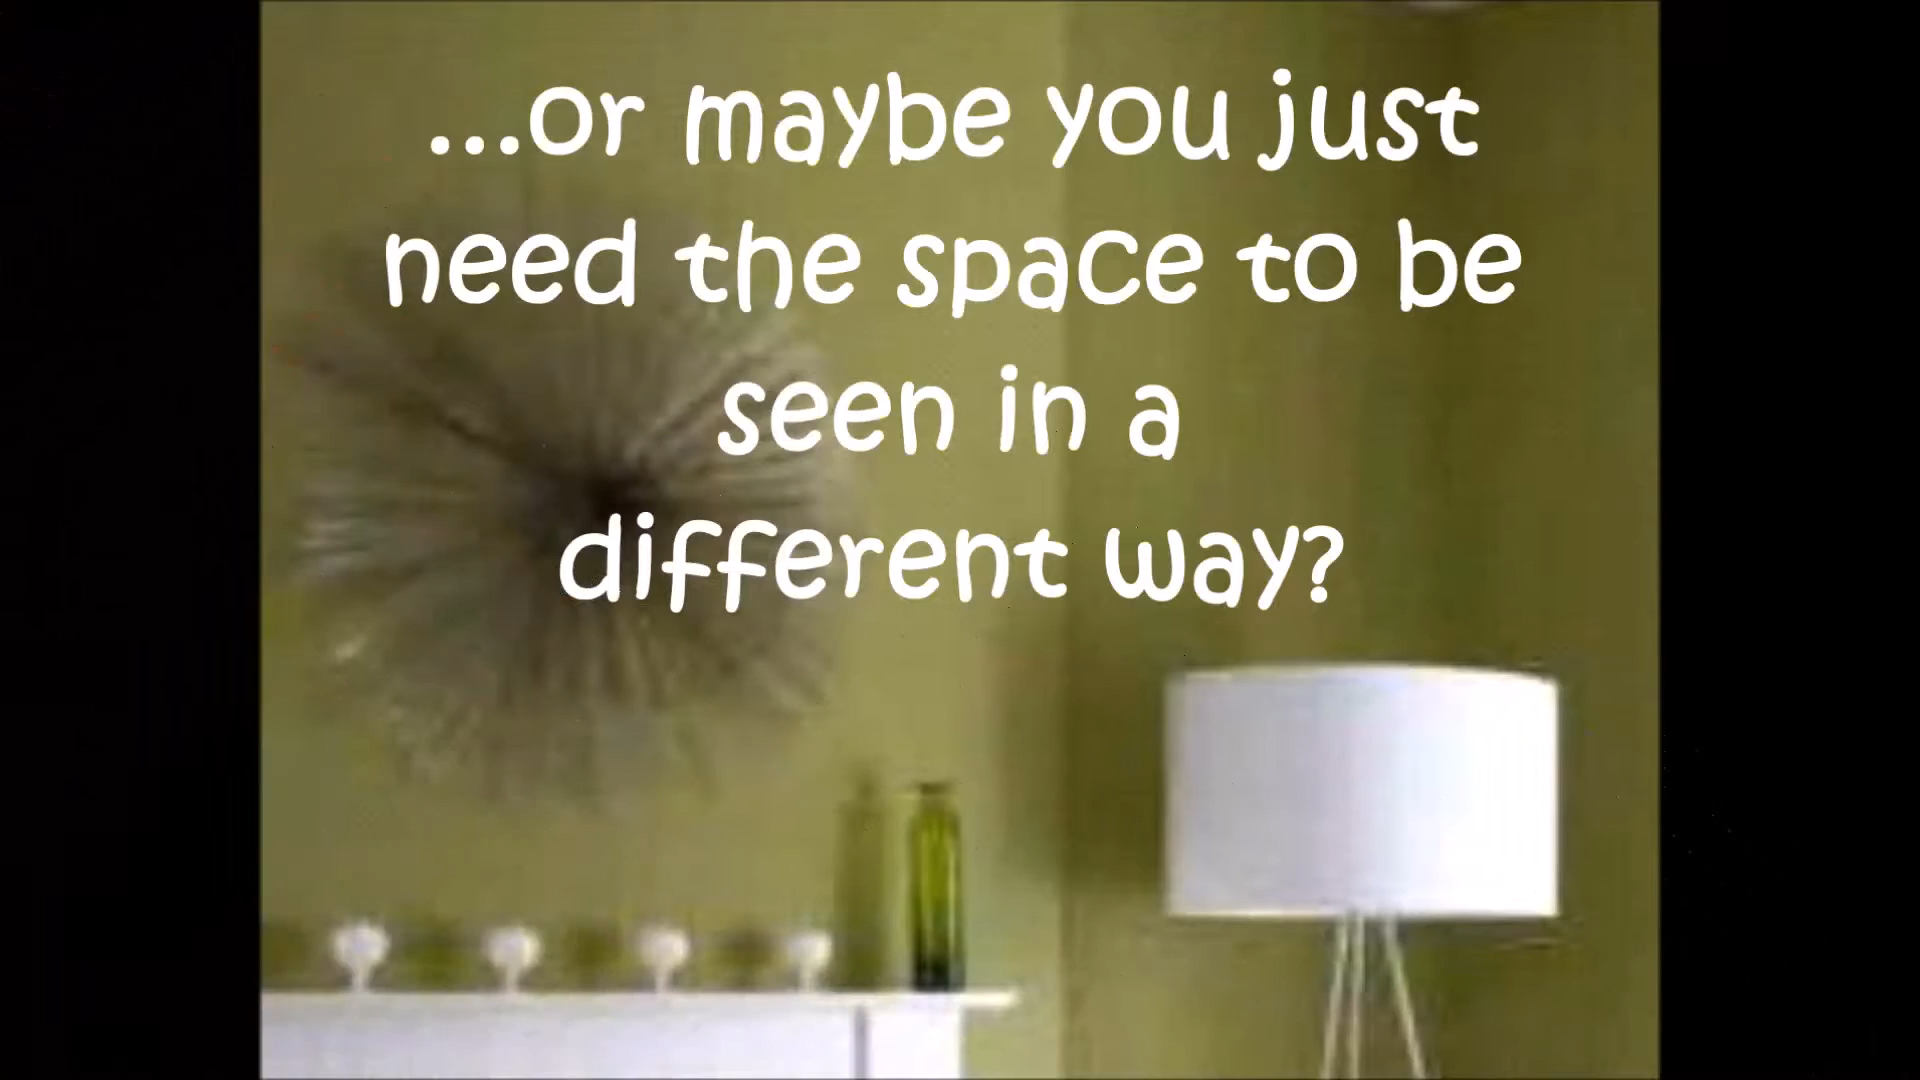 ...or maybe you just
need the space to be
seen in a
different way?